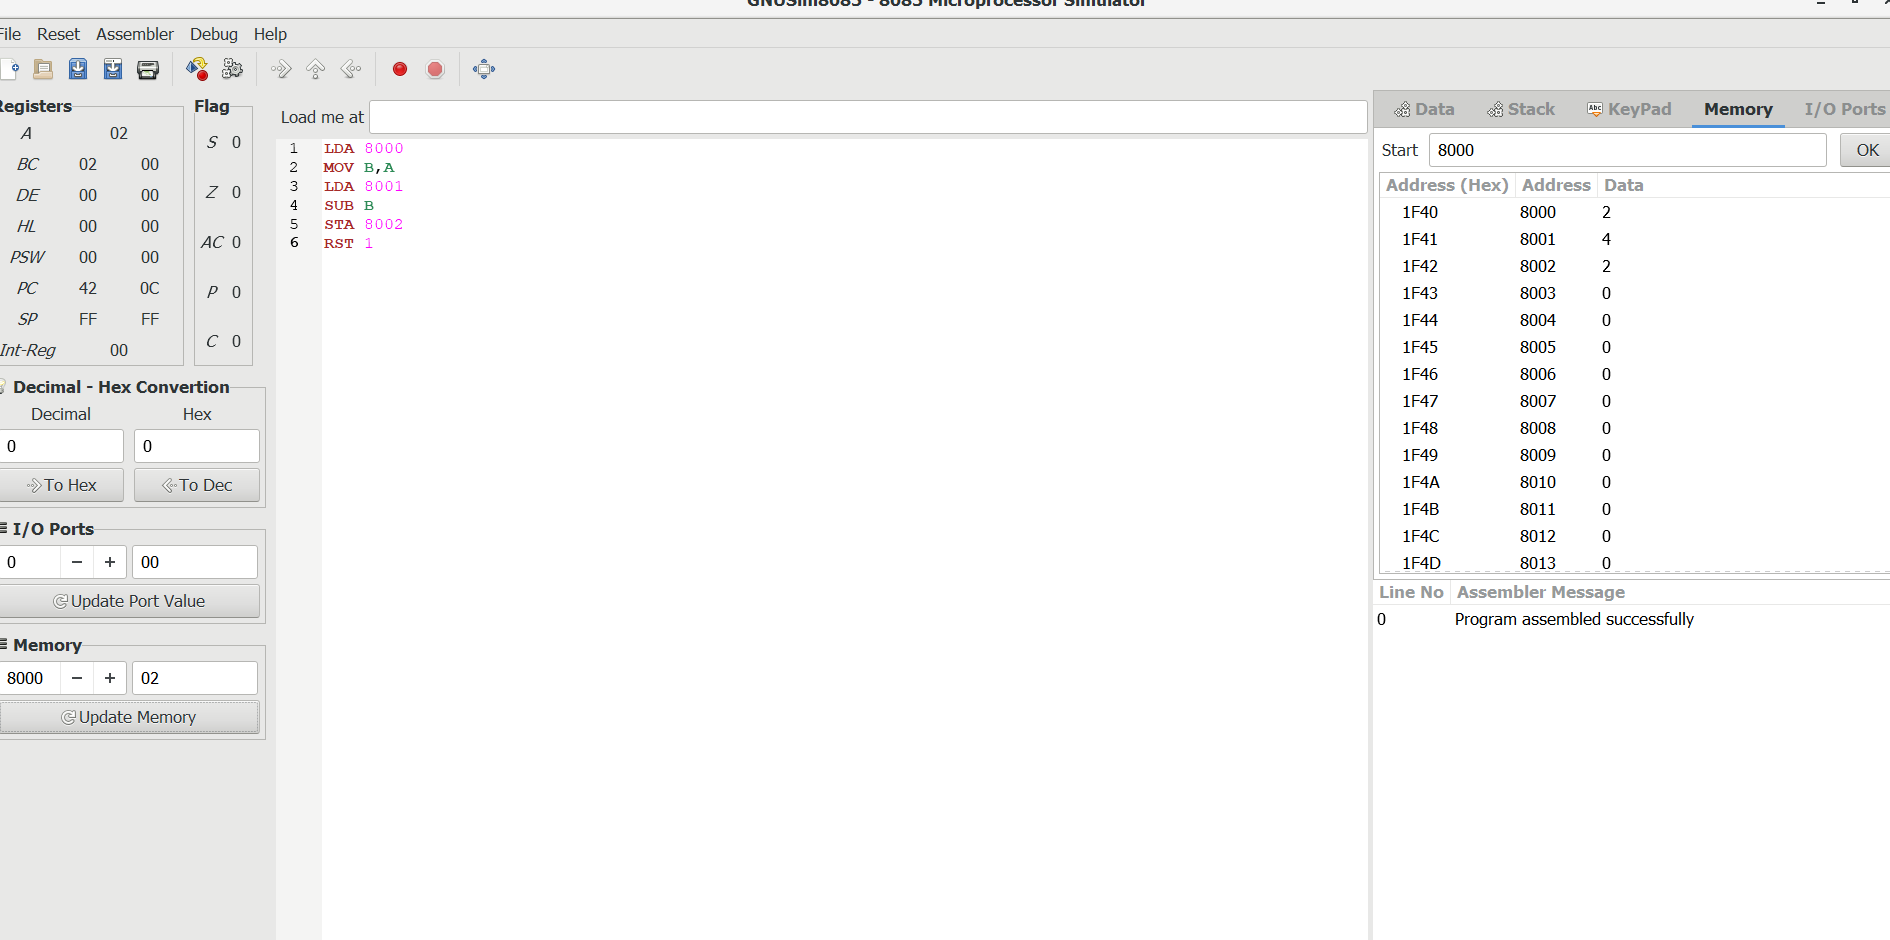 GNUSim8085 - 8085 Microprocessor Simulator
File Reset Assembler Debug Help
Registers
A 02
BC 02 00
DE 00 00
HL 00 00
PSW 00 00
PC 42 0C
SP FF FF
Int-Reg 00
Flag
S 0
Z 0
AC 0
P 0
C 0
Decimal - Hex Convertion
Decimal Hex
0 0
To Hex To Dec
I/O Ports
0 − + 00
Update Port Value
Memory
8000 − + 02
Update Memory
Load me at
1 LDA 8000
2 MOV B,A
3 LDA 8001
4 SUB B
5 STA 8002
6 RST 1
Data Stack Abc KeyPad Memory I/O Ports
Start 8000 OK
Address (Hex) Address Data
1F40 8000 2
1F41 8001 4
1F42 8002 2
1F43 8003 0
1F44 8004 0
1F45 8005 0
1F46 8006 0
1F47 8007 0
1F48 8008 0
1F49 8009 0
1F4A 8010 0
1F4B 8011 0
1F4C 8012 0
1F4D 8013 0
Line No Assembler Message
0 Program assembled successfully